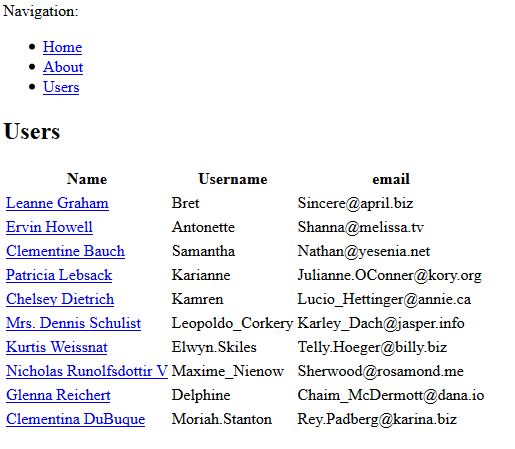 Navigation:
Home
About
Users
Users
Name Username email
Leanne Graham Bret Sincere@april.biz
Ervin Howell Antonette Shanna@melissa.tv
Clementine Bauch Samantha Nathan@yesenia.net
Patricia Lebsack Karianne Julianne.OConner@kory.org
Chelsey Dietrich Kamren Lucio_Hettinger@annie.ca
Mrs. Dennis Schulist Leopoldo_Corkery Karley_Dach@jasper.info
Kurtis Weissnat Elwyn.Skiles Telly.Hoeger@billy.biz
Nicholas Runolfsdottir V Maxime_Nienow Sherwood@rosamond.me
Glenna Reichert Delphine Chaim_McDermott@dana.io
Clementina DuBuque Moriah.Stanton Rey.Padberg@karina.biz